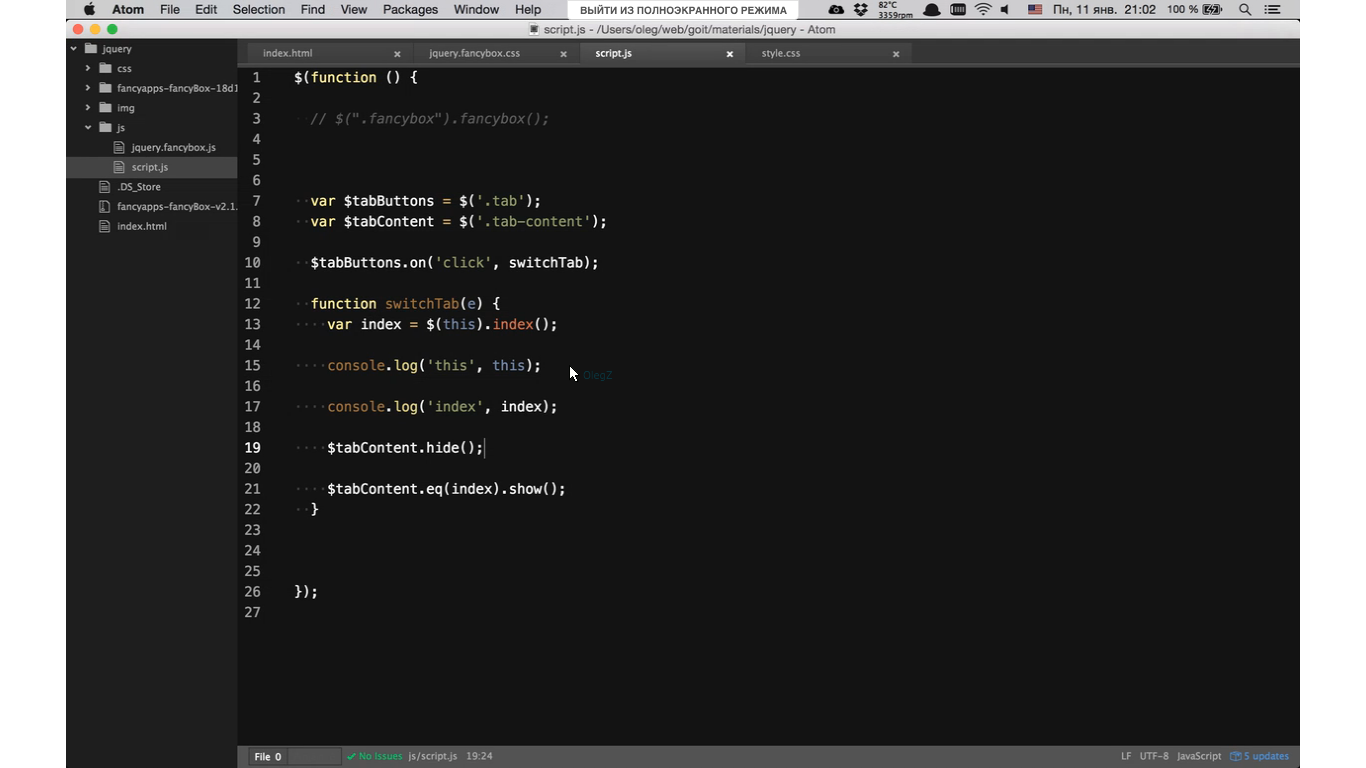 Atom File Edit Selection Find View Packages Window Help ВЫЙТИ ИЗ ПОЛНОЭКРАННОГО РЕЖИМА 82°C 3359rpm Пн, 11 янв. 21:02 100 %
script.js - /Users/oleg/web/goit/materials/jquery - Atom
jquery
css
fancyapps-fancyBox-18d1
img
js
jquery.fancybox.js
script.js
.DS_Store
fancyapps-fancyBox-v2.1.
index.html
index.html jquery.fancybox.css script.js style.css
1 $(function () {
2
3 // $(".fancybox").fancybox();
4
5
6
7 var $tabButtons = $('.tab');
8 var $tabContent = $('.tab-content');
9
10 $tabButtons.on('click', switchTab);
11
12 function switchTab(e) {
13 var index = $(this).index();
14
15 console.log('this', this);
OlegZ
16
17 console.log('index', index);
18
19 $tabContent.hide();
20
21 $tabContent.eq(index).show();
22 }
23
24
25
26 });
27
File 0 No Issues js/script.js 19:24 LF UTF-8 JavaScript 5 updates